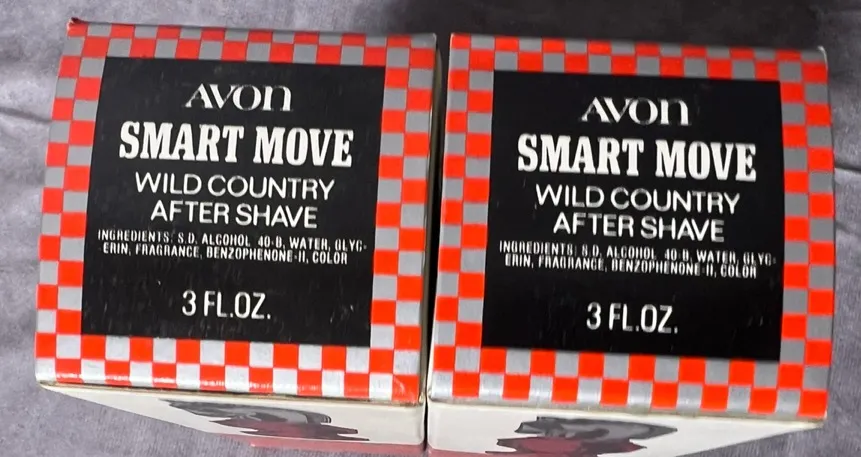 AVON
SMART MOVE
WILD COUNTRY
AFTER SHAVE
INGREDIENTS: S.D. ALCOHOL 40-B, WATER, GLYC-
ERIN, FRAGRANCE, BENZOPHENONE-II, COLOR
3 FL.OZ.
AVON
SMART MOVE
WILD COUNTRY
AFTER SHAVE
INGREDIENTS: S.D. ALCOHOL 40-B, WATER, GLYC-
ERIN, FRAGRANCE, BENZOPHENONE-II, COLOR
3 FL.OZ.